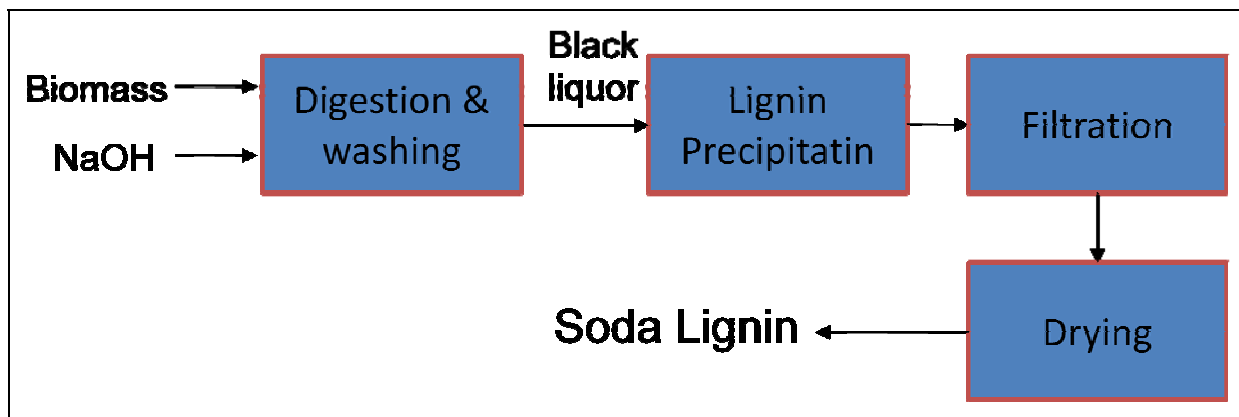 Biomass
NaOH
Digestion &
washing
Black
liquor
Lignin
Precipitatin
Filtration
Drying
Soda Lignin